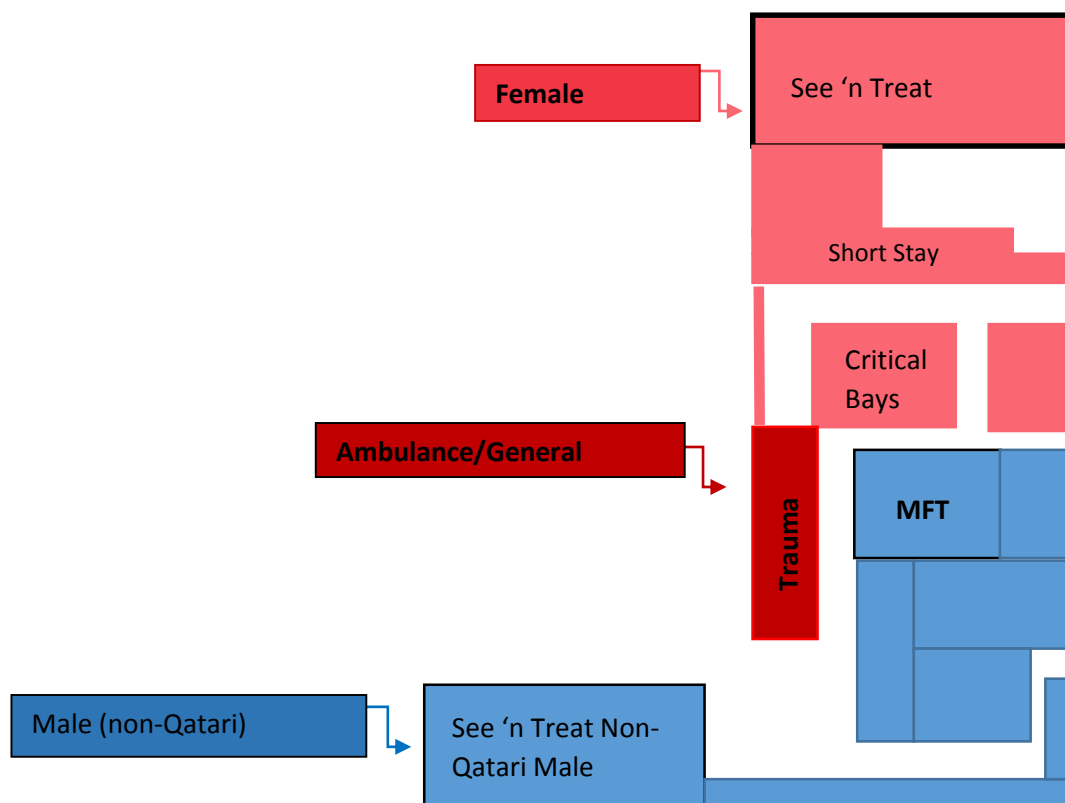 See ‘n Treat
Female
Short Stay
Critical
Bays
Ambulance/General
MFT
Trauma
Male (non-Qatari)
See ‘n Treat Non-
Qatari Male